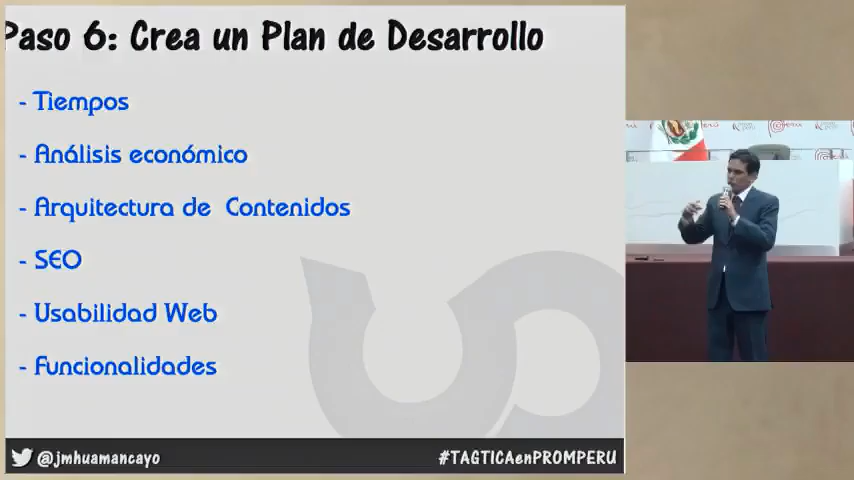 Paso 6: Crea un Plan de Desarrollo
- Tiempos
- Análisis económico
- Arquitectura de Contenidos
- SEO
- Usabilidad Web
- Funcionalidades
@jmhuamancayo
#TAGTICAenPROMPERU